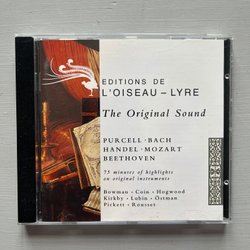 EDITIONS DE
L'OISEAU-LYRE
The Original Sound
PURCELL · BACH
HANDEL · MOZART
BEETHOVEN
75 minutes of highlights
on original instruments
Bowman · Coin · Hogwood
Kirkby · Lubin · Östman
Pickett · Rousset